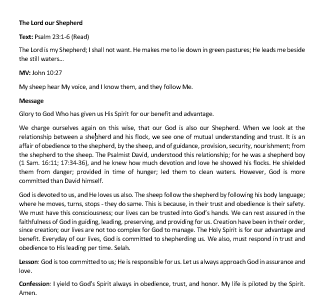 The Lord our Shepherd
Text: Psalm 23:1-6 (Read)
The Lord is my Shepherd; I shall not want. He makes me to lie down in green pastures; He leads me beside
the still waters...
MV: John 10:27
My sheep hear My voice, and I know them, and they follow Me.
Message
Glory to God Who has given us His Spirit for our benefit and advantage.
We charge ourselves again on this wise, that our God is also our Shepherd. When we look at the
relationship between a shepherd and his flock, we see one of mutual understanding and trust. It is an
affair of obedience to the shepherd, by the sheep, and of guidance, provision, security, nourishment; from
the shepherd to the sheep. The Psalmist David, understood this relationship; for he was a shepherd boy
(1 Sam. 16:11; 17:34-36), and he knew how much devotion and love he showed his flocks. He shielded
them from danger; provided in time of hunger; led them to clean waters. However, God is more
committed than David himself.
God is devoted to us, and He loves us also. The sheep follow the shepherd by following his body language;
where he moves, turns, stops - they do same. This is because, in their trust and obedience is their safety.
We must have this consciousness; our lives can be trusted into God's hands. We can rest assured in the
faithfulness of God in guiding, leading, preserving, and providing for us. Creation have been in their order,
since creation; our lives are not too complex for God to manage. The Holy Spirit is for our advantage and
benefit. Everyday of our lives, God is committed to shepherding us. We also, must respond in trust and
obedience to His leading per time. Selah.
Lesson: God is too committed to us; He is responsible for us. Let us always approach God in assurance and
love.
Confession: I yield to God's Spirit always in obedience, trust, and honor. My life is piloted by the Spirit.
Amen.